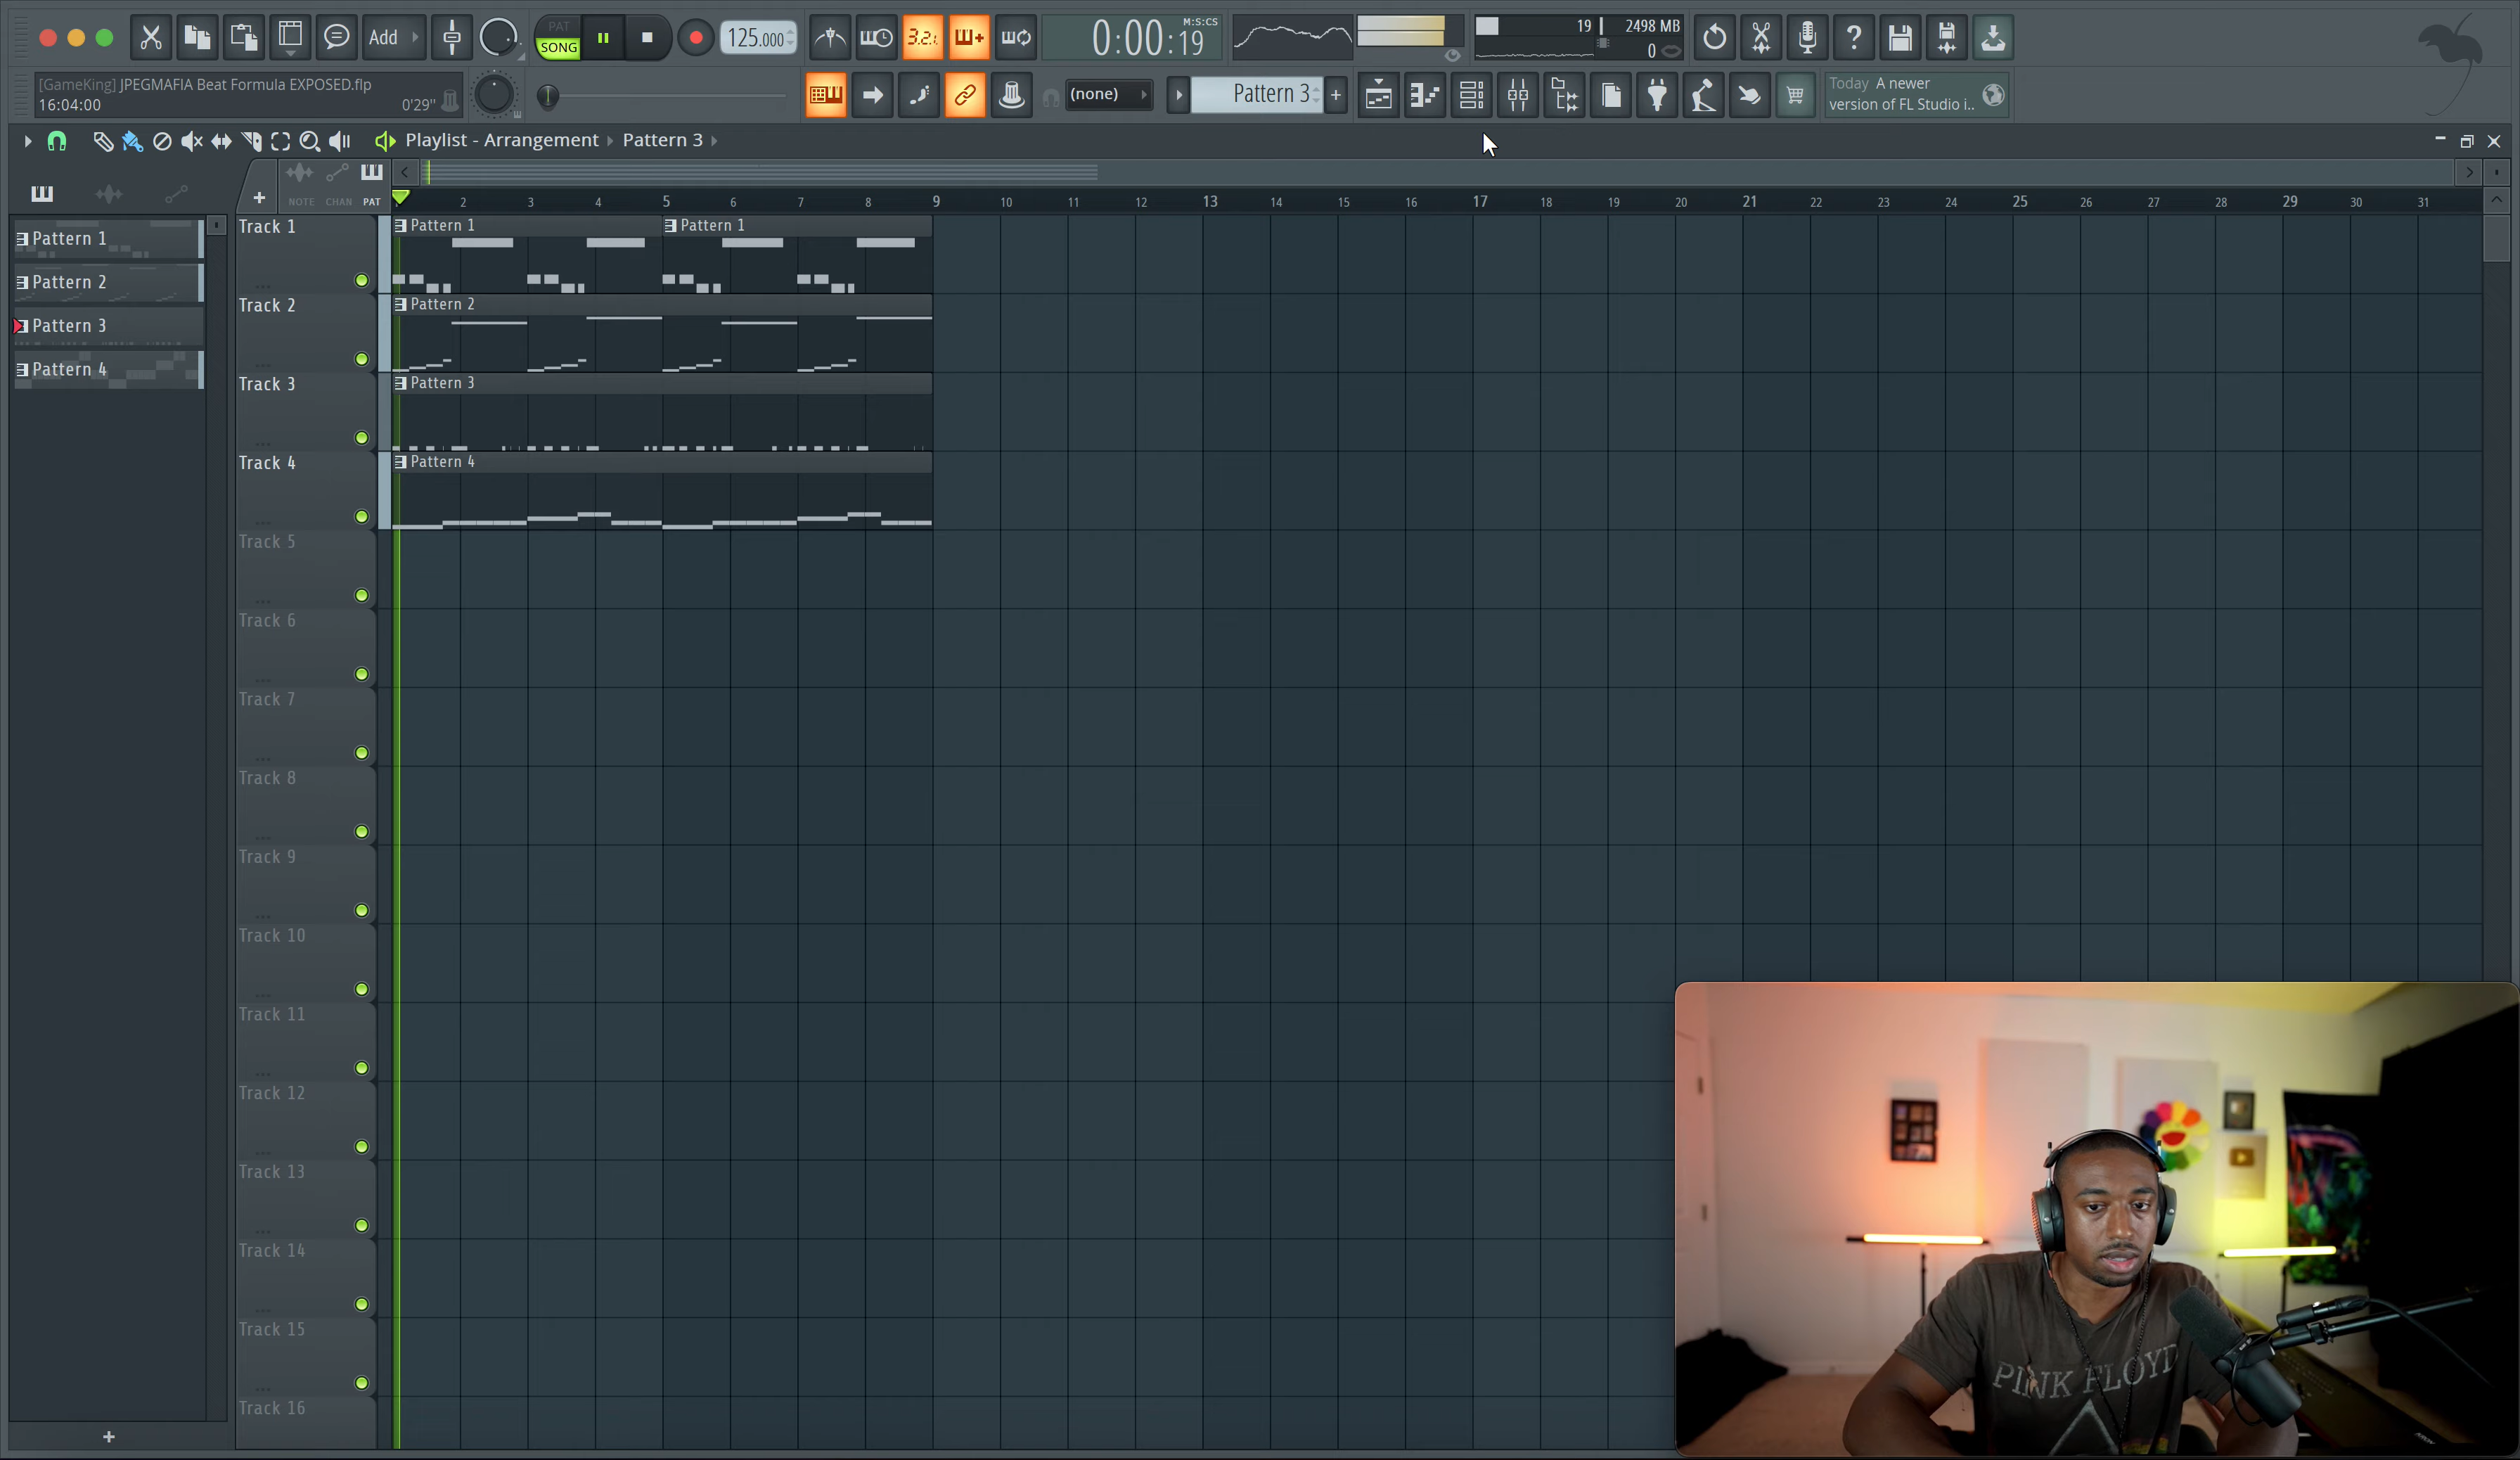 Add
PAT
SONG
125.000
3.2.
M:S:CS
0:00:19
19
2498 MB
0
?
[GameKing] JPEGMAFIA Beat Formula EXPOSED.flp
16:04:00
0'29"
(none)
Pattern 3
+
Today A newer
version of FL Studio i..
Playlist - Arrangement
Pattern 3
NOTE
CHAN
PAT
2
3
4
5
6
7
8
9
10
11
12
13
14
15
16
17
18
19
20
21
22
23
24
25
26
27
28
29
30
31
Pattern 1
Pattern 2
Pattern 3
Pattern 4
Track 1
Pattern 1
Pattern 1
Track 2
Pattern 2
Track 3
Pattern 3
Track 4
Pattern 4
Track 5
Track 6
Track 7
Track 8
Track 9
Track 10
Track 11
Track 12
Track 13
Track 14
Track 15
Track 16
PINK FLOYD